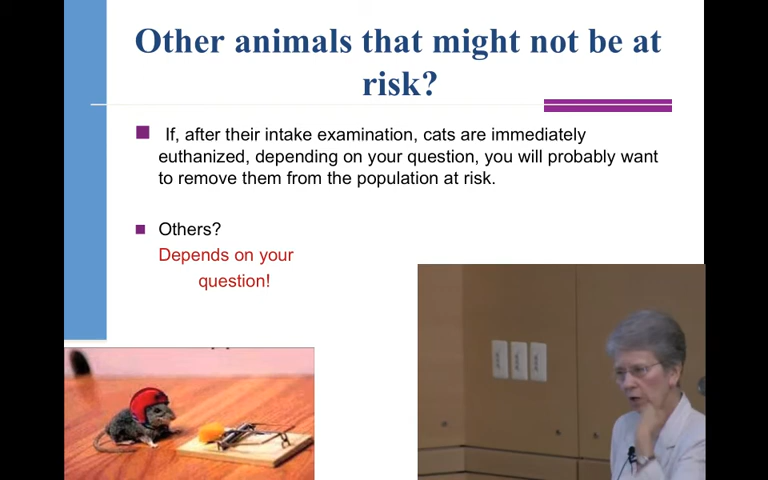 Other animals that might not be at
risk?
If, after their intake examination, cats are immediately
euthanized, depending on your question, you will probably want
to remove them from the population at risk.
Others?
Depends on your
question!